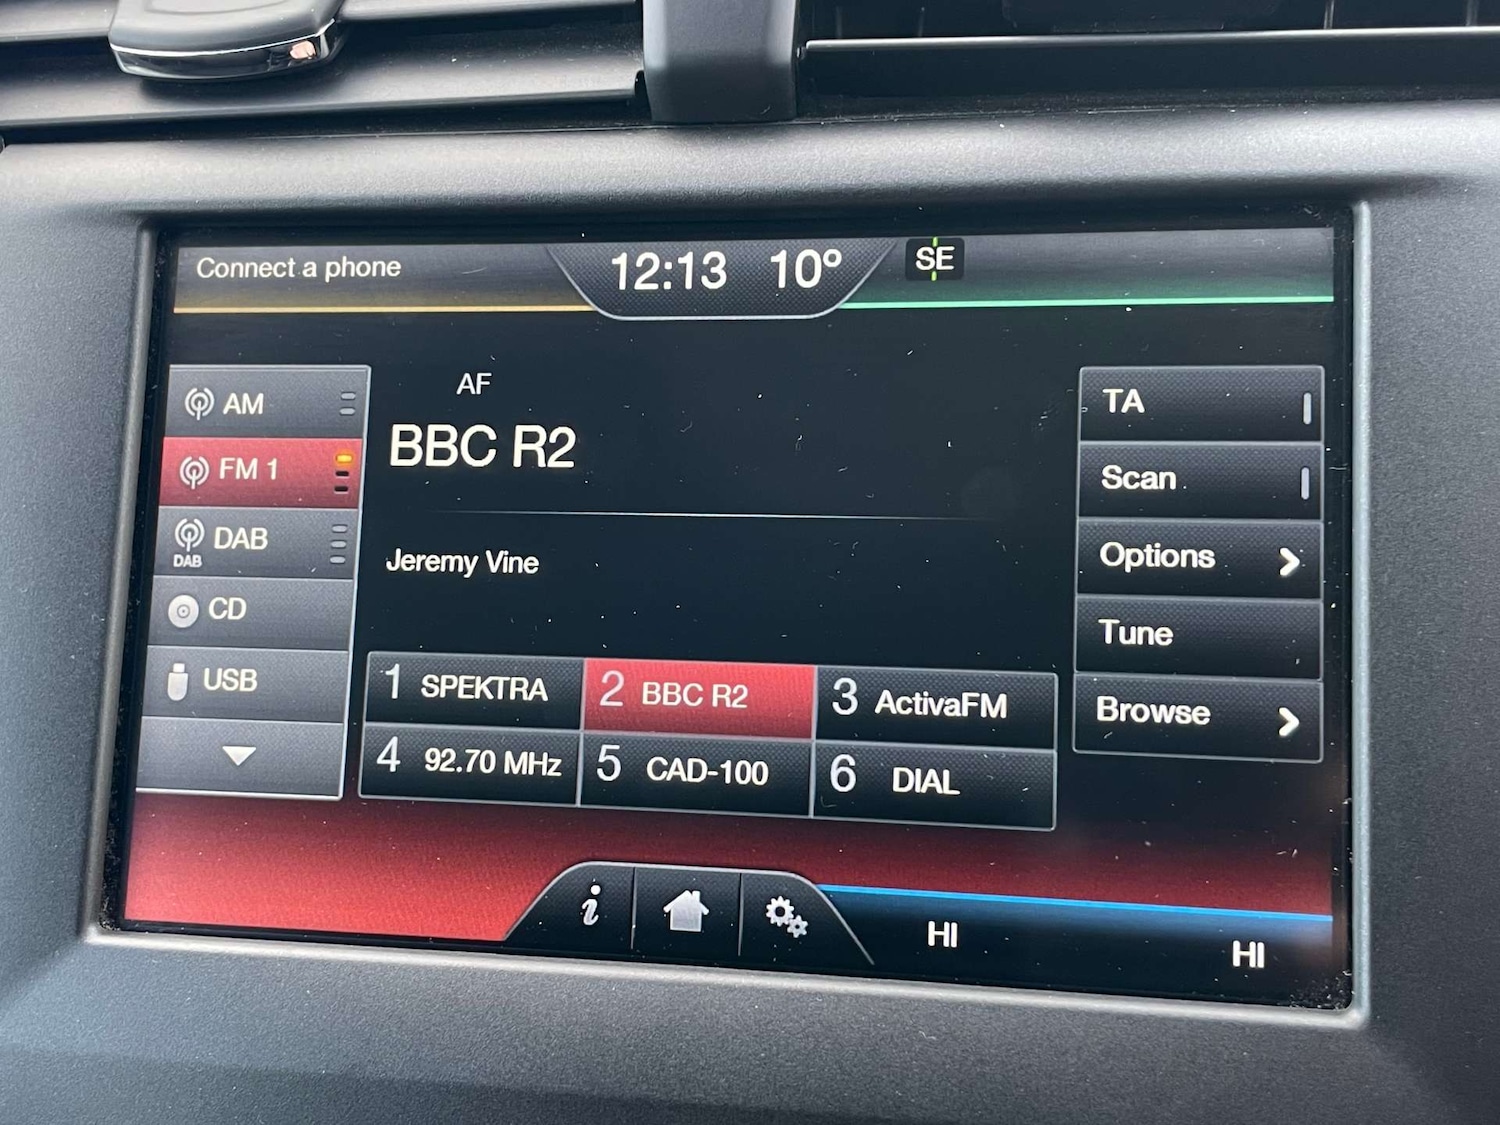 Connect a phone
12:13 10° SE
AM
FM 1
DAB
DAB
CD
USB
AF
BBC R2
Jeremy Vine
1 SPEKTRA
2 BBC R2
3 ActivaFM
4 92.70 MHz
5 CAD-100
6 DIAL
TA
Scan
Options
Tune
Browse
i
HI
HI